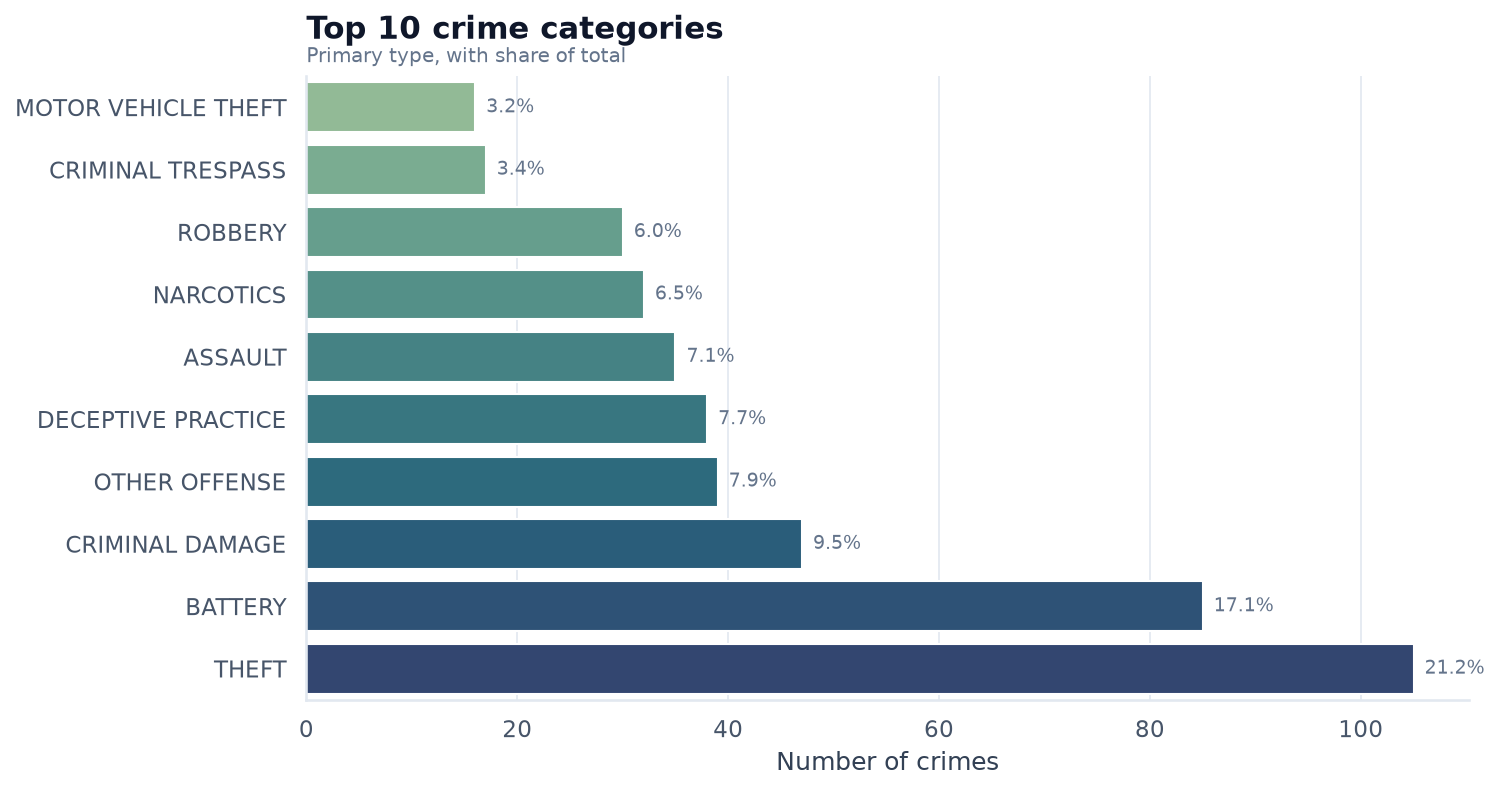 Top 10 crime categories
Primary type, with share of total
MOTOR VEHICLE THEFT 3.2%
CRIMINAL TRESPASS 3.4%
ROBBERY 6.0%
NARCOTICS 6.5%
ASSAULT 7.1%
DECEPTIVE PRACTICE 7.7%
OTHER OFFENSE 7.9%
CRIMINAL DAMAGE 9.5%
BATTERY 17.1%
THEFT 21.2%
0 20 40 60 80 100
Number of crimes